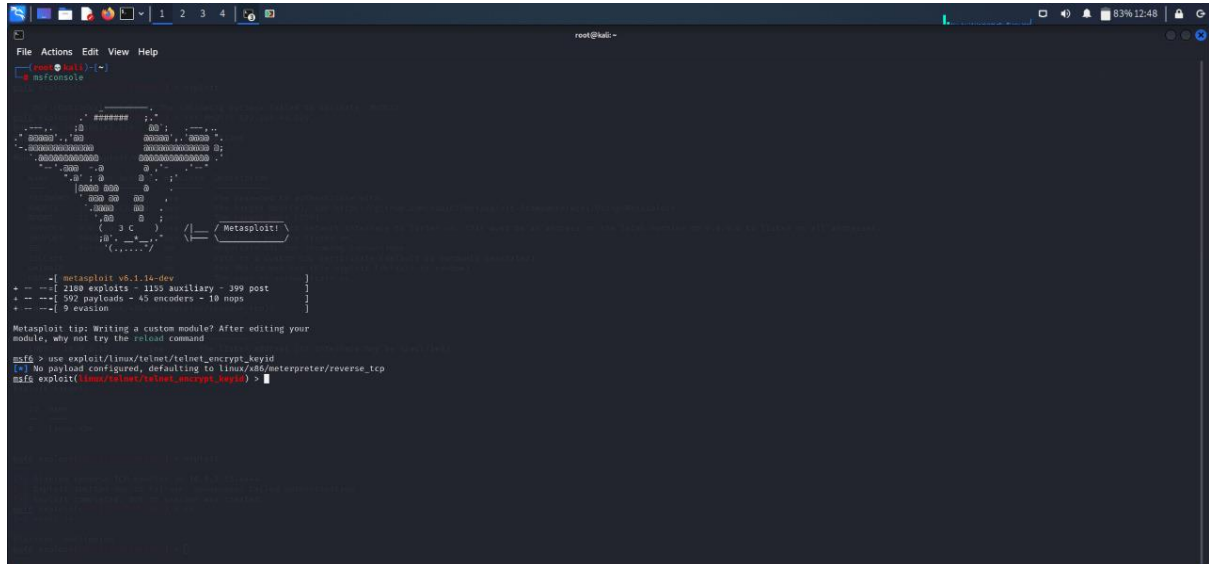 1 2 3 4
83% 12:48
root@kali: ~
File Actions Edit View Help
(root💀kali)-[~]
# msfconsole
#######
( 3 C )
/ Metasploit! \
=[ metasploit v6.1.14-dev ]
+ -- --=[ 2180 exploits - 1155 auxiliary - 399 post ]
+ -- --=[ 592 payloads - 45 encoders - 10 nops ]
+ -- --=[ 9 evasion ]
Metasploit tip: Writing a custom module? After editing your
module, why not try the reload command
msf6 > use exploit/linux/telnet/telnet_encrypt_keyid
[*] No payload configured, defaulting to linux/x86/meterpreter/reverse_tcp
msf6 exploit(linux/telnet/telnet_encrypt_keyid) >